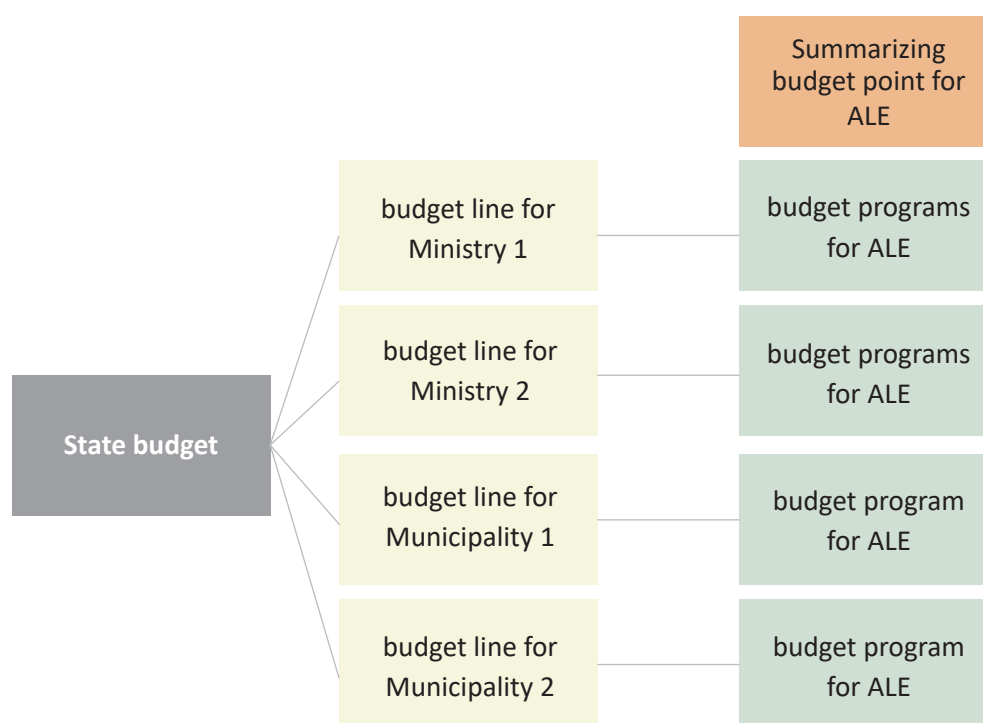 Summarizing
budget point for
ALE
budget line for
Ministry 1
budget programs
for ALE
budget line for
Ministry 2
budget programs
for ALE
State budget
budget line for
Municipality 1
budget program
for ALE
budget line for
Municipality 2
budget program
for ALE